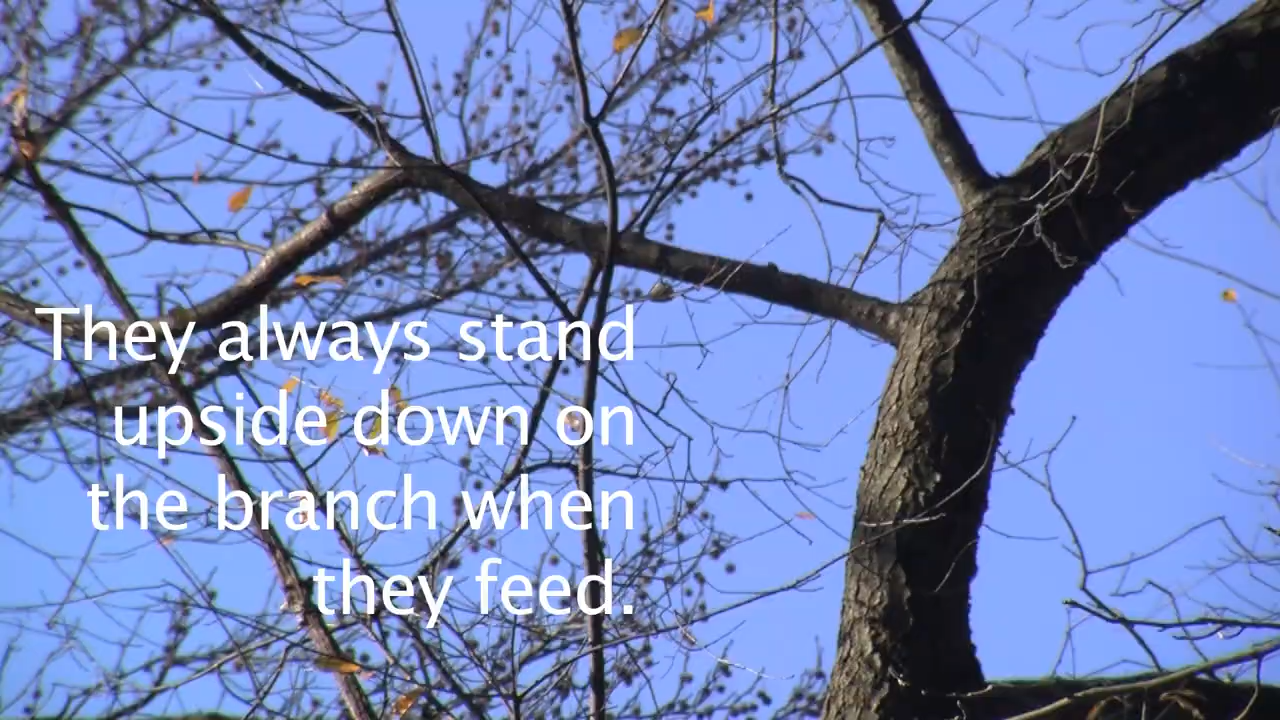 They always stand
upside down on
the branch when
they feed.